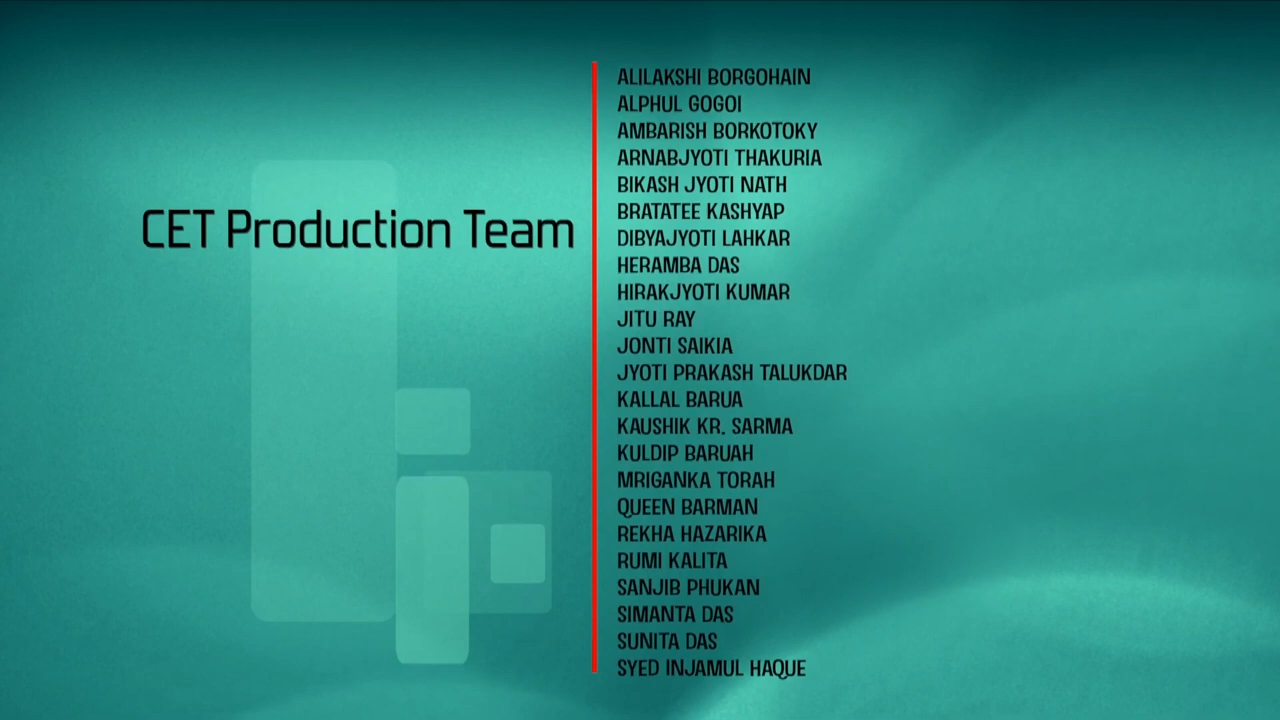 CET Production Team
ALILAKSHI BORGOHAIN
ALPHUL GOGOI
AMBARISH BORKOTOKY
ARNABJYOTI THAKURIA
BIKASH JYOTI NATH
BRATATEE KASHYAP
DIBYAJYOTI LAHKAR
HERAMBA DAS
HIRAKJYOTI KUMAR
JITU RAY
JONTI SAIKIA
JYOTI PRAKASH TALUKDAR
KALLAL BARUA
KAUSHIK KR. SARMA
KULDIP BARUAH
MRIGANKA TORAH
QUEEN BARMAN
REKHA HAZARIKA
RUMI KALITA
SANJIB PHUKAN
SIMANTA DAS
SUNITA DAS
SYED INJAMUL HAQUE